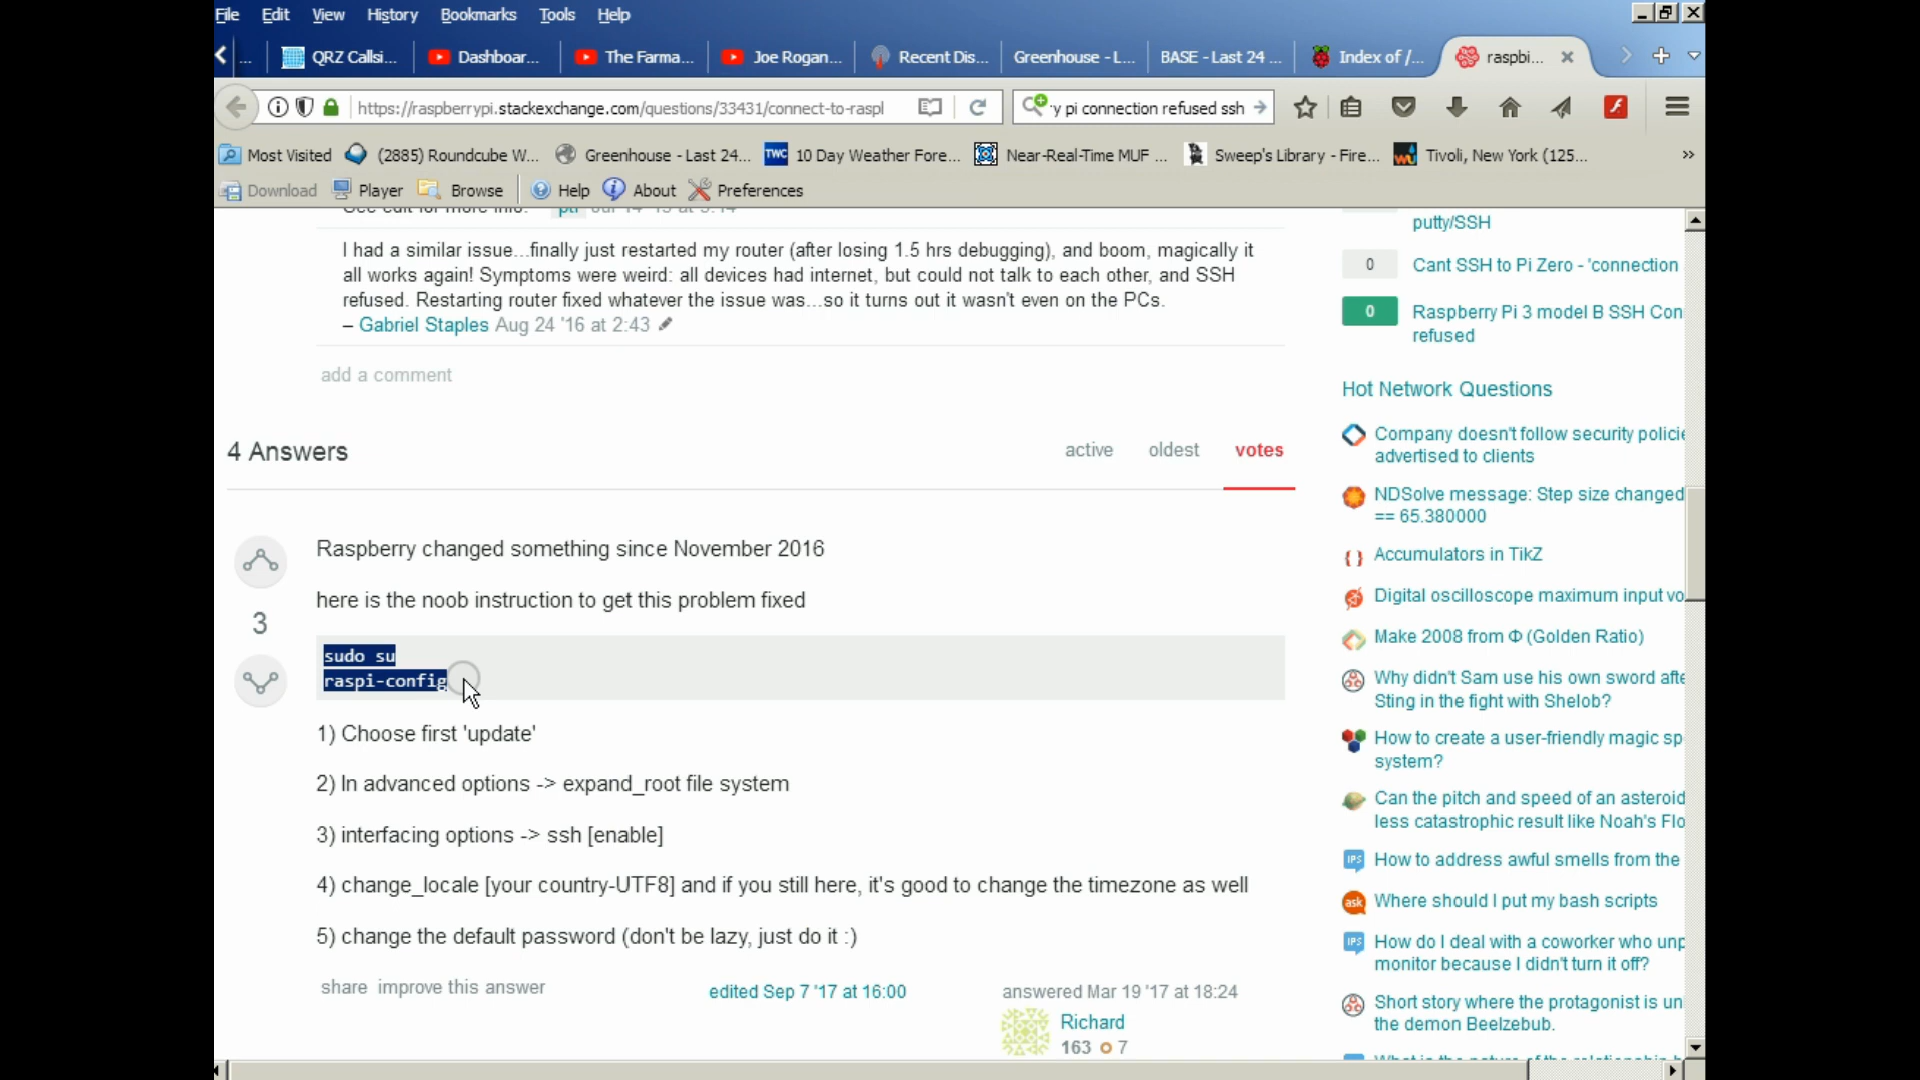 File Edit View History Bookmarks Tools Help
... QRZ Callsi... Dashboar... The Farma... Joe Rogan... Recent Dis... Greenhouse - L... BASE - Last 24 ... Index of /... raspbi...
https://raspberrypi.stackexchange.com/questions/33431/connect-to-raspl y pi connection refused ssh
Most Visited (2885) Roundcube W... Greenhouse - Last 24... TWC 10 Day Weather Fore... Near-Real-Time MUF ... Sweep's Library - Fire... Tivoli, New York (125... »
Download Player Browse Help About Preferences
See edit for more info.
I had a similar issue...finally just restarted my router (after losing 1.5 hrs debugging), and boom, magically it
all works again! Symptoms were weird: all devices had internet, but could not talk to each other, and SSH
refused. Restarting router fixed whatever the issue was...so it turns out it wasn't even on the PCs.
– Gabriel Staples Aug 24 '16 at 2:43
add a comment
4 Answers
active oldest votes
3
Raspberry changed something since November 2016
here is the noob instruction to get this problem fixed
sudo su
raspi-config
1) Choose first 'update'
2) In advanced options -> expand_root file system
3) interfacing options -> ssh [enable]
4) change_locale [your country-UTF8] and if you still here, it's good to change the timezone as well
5) change the default password (don't be lazy, just do it :)
share improve this answer
edited Sep 7 '17 at 16:00
answered Mar 19 '17 at 18:24
Richard
163 7
putty/SSH
0 Cant SSH to Pi Zero - 'connection
0 Raspberry Pi 3 model B SSH Con
refused
Hot Network Questions
Company doesn't follow security policie
advertised to clients
NDSolve message: Step size changed
== 65.380000
{ } Accumulators in TikZ
Digital oscilloscope maximum input vo
Make 2008 from Φ (Golden Ratio)
Why didn't Sam use his own sword afte
Sting in the fight with Shelob?
How to create a user-friendly magic sp
system?
Can the pitch and speed of an asteroid
less catastrophic result like Noah's Flo
IPS How to address awful smells from the
ask Where should I put my bash scripts
IPS How do I deal with a coworker who unp
monitor because I didn't turn it off?
Short story where the protagonist is un
the demon Beelzebub.